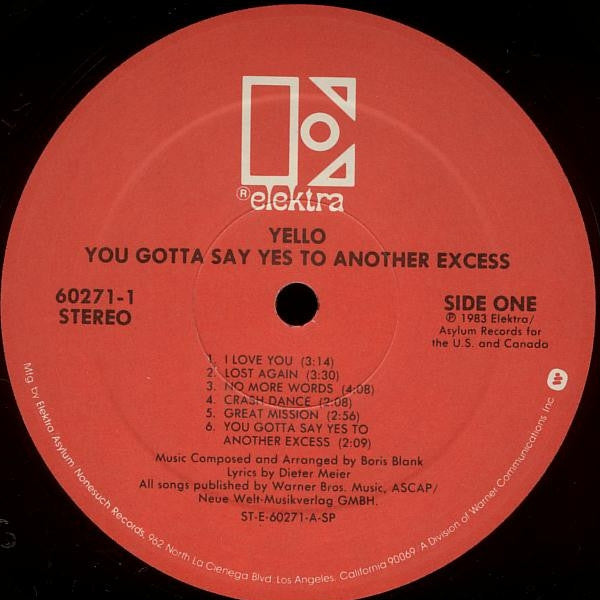 ® elektra
YELLO
YOU GOTTA SAY YES TO ANOTHER EXCESS
60271-1
STEREO
SIDE ONE
℗ 1983 Elektra/
Asylum Records for
the U.S. and Canada
1. I LOVE YOU (3:14)
2. LOST AGAIN (3:30)
3. NO MORE WORDS (4:08)
4. CRASH DANCE (2:08)
5. GREAT MISSION (2:56)
6. YOU GOTTA SAY YES TO
ANOTHER EXCESS (2:09)
Music Composed and Arranged by Boris Blank
Lyrics by Dieter Meier
All songs published by Warner Bros. Music, ASCAP/
Neue Welt-Musikverlag GMBH.
ST-E-60271-A-SP
Mfg. by Elektra Asylum Nonesuch Records, 962 North La Cienega Blvd. Los Angeles, California 90069. A Division of Warner Communications Inc.